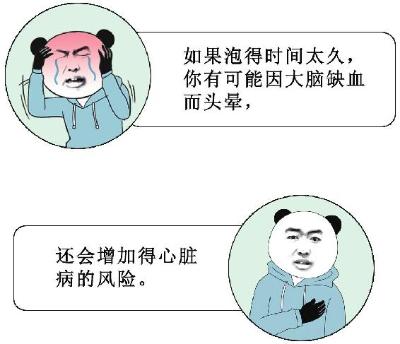 如果泡得时间太久，
你有可能因大脑缺血
而头晕，
还会增加得心脏
病的风险。